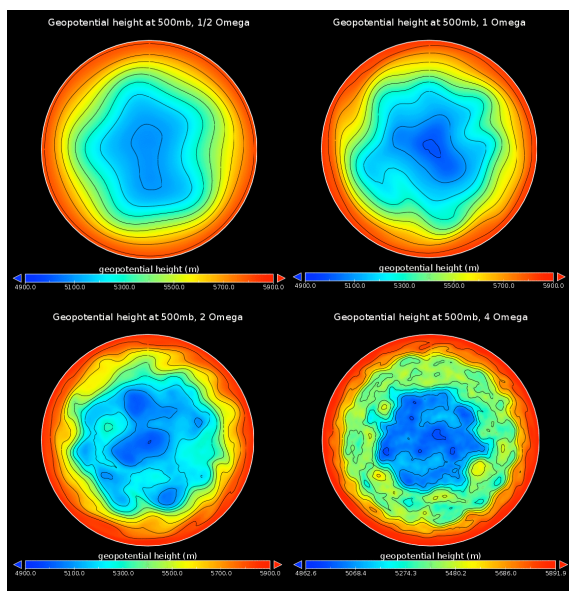 Geopotential height at 500mb, 1/2 Omega
Geopotential height at 500mb, 1 Omega
geopotential height (m)
4900.0 5100.0 5300.0 5500.0 5700.0 5900.0
geopotential height (m)
4900.0 5100.0 5300.0 5500.0 5700.0 5900.0
Geopotential height at 500mb, 2 Omega
Geopotential height at 500mb, 4 Omega
geopotential height (m)
4900.0 5100.0 5300.0 5500.0 5700.0 5900.0
geopotential height (m)
4862.6 5068.4 5274.3 5480.2 5686.0 5891.9